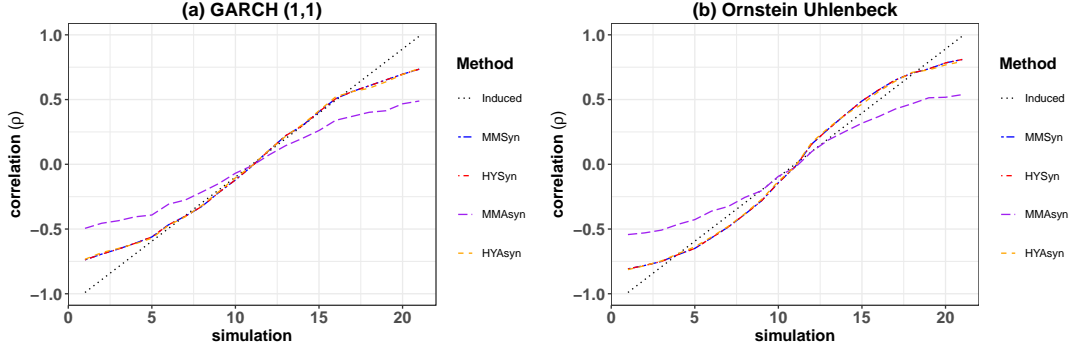 (a) GARCH (1,1)
correlation (ρ)
1.0
0.5
0.0
−0.5
−1.0
0 5 10 15 20
simulation
Method
Induced
MMSyn
HYSyn
MMAsyn
HYAsyn
(b) Ornstein Uhlenbeck
correlation (ρ)
1.0
0.5
0.0
−0.5
−1.0
0 5 10 15 20
simulation
Method
Induced
MMSyn
HYSyn
MMAsyn
HYAsyn